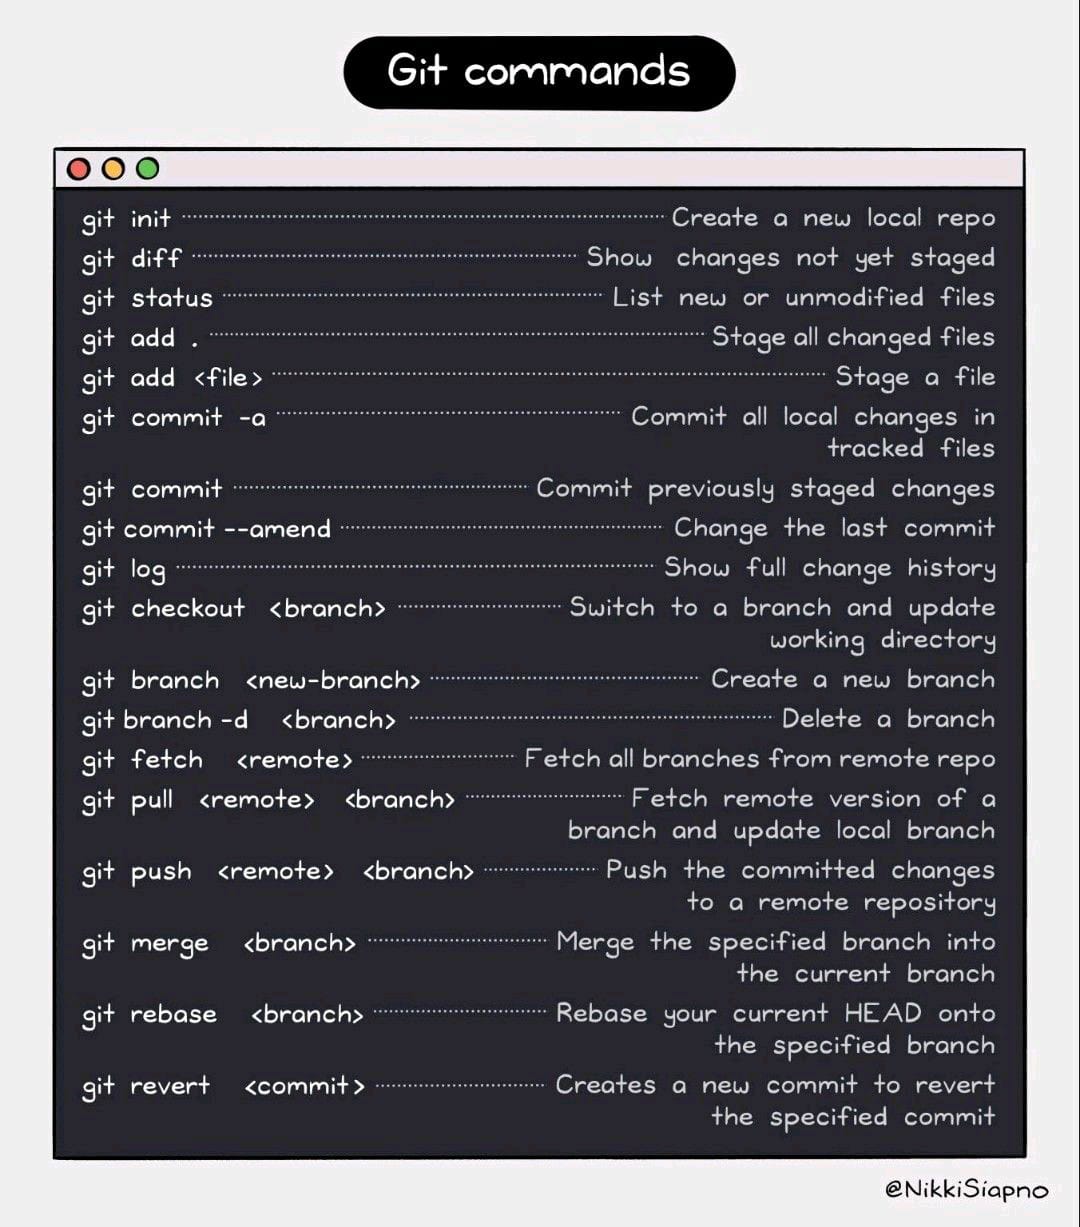 Git commands
git init Create a new local repo
git diff Show changes not yet staged
git status List new or unmodified files
git add . Stage all changed files
git add <file> Stage a file
git commit -a Commit all local changes in
tracked files
git commit Commit previously staged changes
git commit --amend Change the last commit
git log Show full change history
git checkout <branch> Switch to a branch and update
working directory
git branch <new-branch> Create a new branch
git branch -d <branch> Delete a branch
git fetch <remote> Fetch all branches from remote repo
git pull <remote> <branch> Fetch remote version of a
branch and update local branch
git push <remote> <branch> Push the committed changes
to a remote repository
git merge <branch> Merge the specified branch into
the current branch
git rebase <branch> Rebase your current HEAD onto
the specified branch
git revert <commit> Creates a new commit to revert
the specified commit
@NikkiSiapno